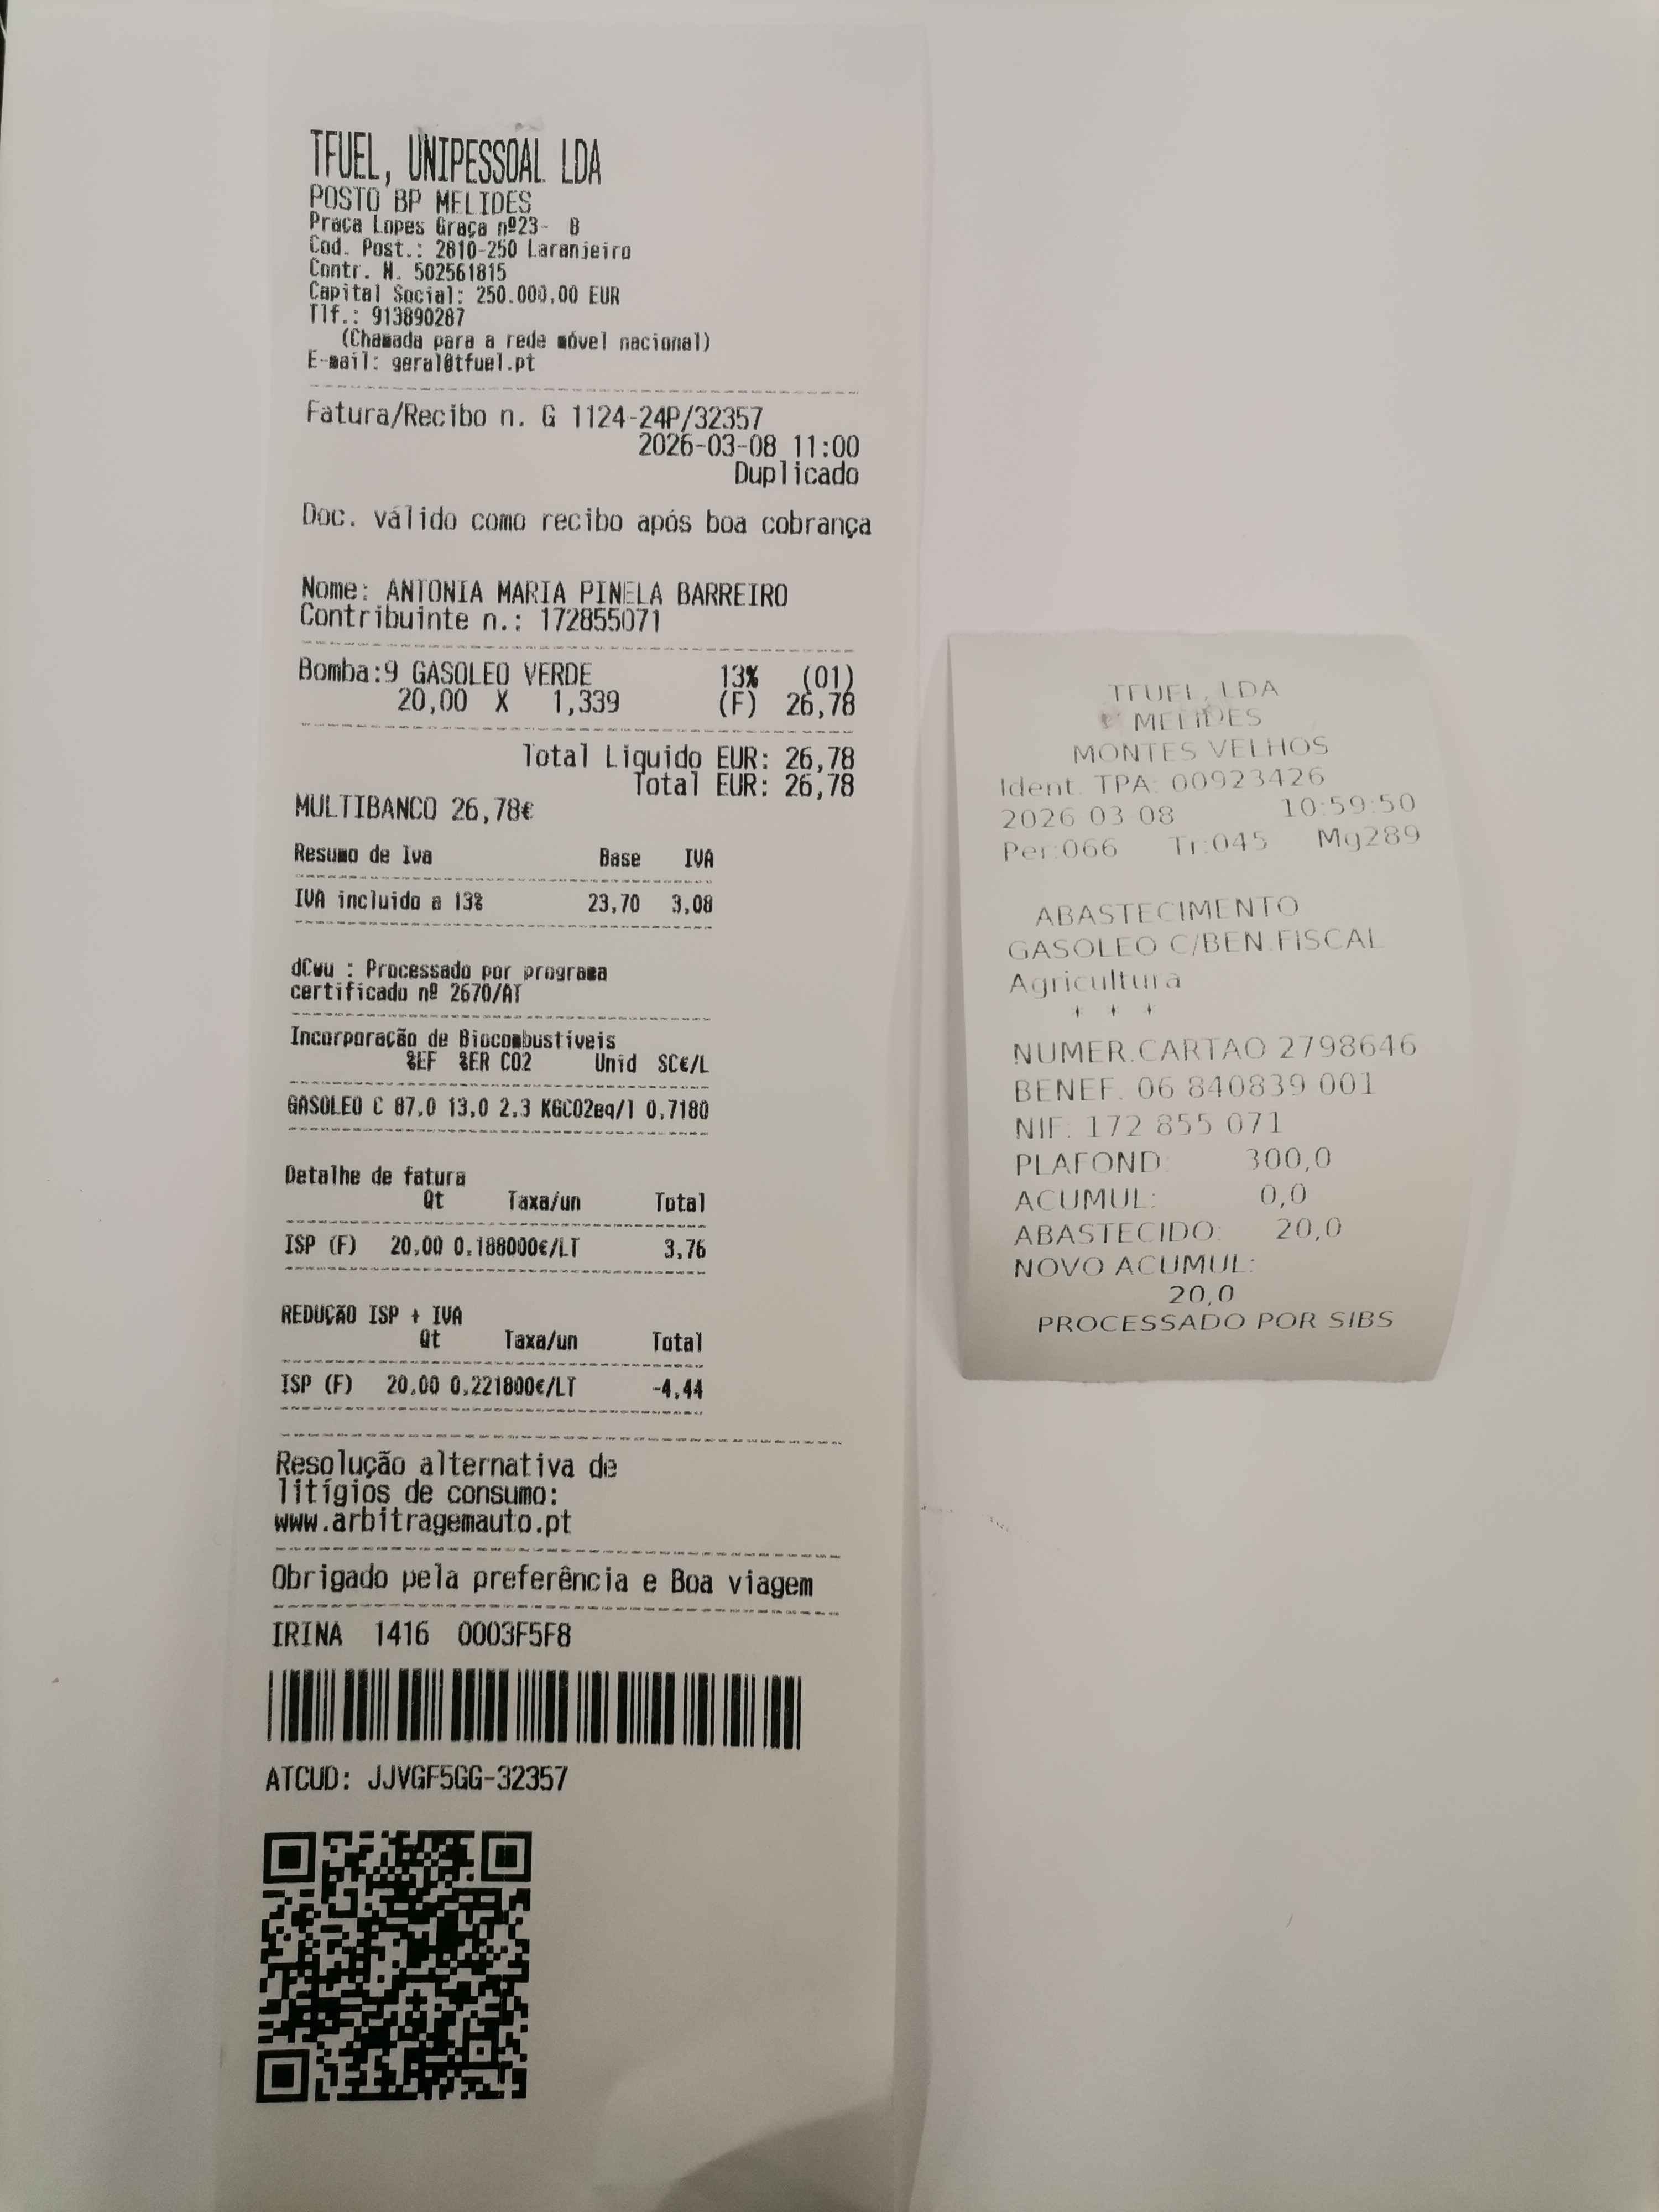 TFUEL, UNIPESSOAL LDA
POSTO BP MELIDES
Praca Lopes Graça nº23- B
Cod. Post.: 2810-250 Laranjeiro
Contr. N. 502561815
Capital Social: 250.000,00 EUR
Tlf.: 913890287
(Chamada para a rede móvel nacional)
E-mail: geral@tfuel.pt
Fatura/Recibo n. G 1124-24P/32357
2026-03-08 11:00
Duplicado
Doc. válido como recibo após boa cobrança
Nome: ANTONIA MARIA PINELA BARREIRO
Contribuinte n.: 172855071
Bomba:9 GASOLEO VERDE 13% (01)
20,00 X 1,339 (F) 26,78
Total Liquido EUR: 26,78
Total EUR: 26,78
MULTIBANCO 26,78€
Resumo de Iva Base IVA
IVA incluido a 13% 23,70 3,08
dCwu : Processado por programa
certificado nº 2670/AT
Incorporação de Biocombustíveis
%EF %ER CO2 Unid SC€/L
GASOLEO C 87,0 13,0 2,3 KGCO2eq/l 0,7180
Detalhe de fatura
Qt Taxa/un Total
ISP (F) 20,00 0.188000€/LT 3,76
REDUÇÃO ISP + IVA
Qt Taxa/un Total
ISP (F) 20,00 0,221800€/LT -4,44
Resolução alternativa de
litígios de consumo:
www.arbitragemauto.pt
Obrigado pela preferência e Boa viagem
IRINA 1416 0003F5F8
ATCUD: JJVGF5GG-32357
TFUEL, LDA
MELIDES
MONTES VELHOS
Ident. TPA: 00923426
2026 03 08 10:59:50
Per:066 Tr:045 Mg289
ABASTECIMENTO
GASOLEO C/BEN.FISCAL
Agricultura
* * *
NUMER.CARTAO 2798646
BENEF. 06 840839 001
NIF: 172 855 071
PLAFOND: 300,0
ACUMUL: 0,0
ABASTECIDO: 20,0
NOVO ACUMUL:
20,0
PROCESSADO POR SIBS